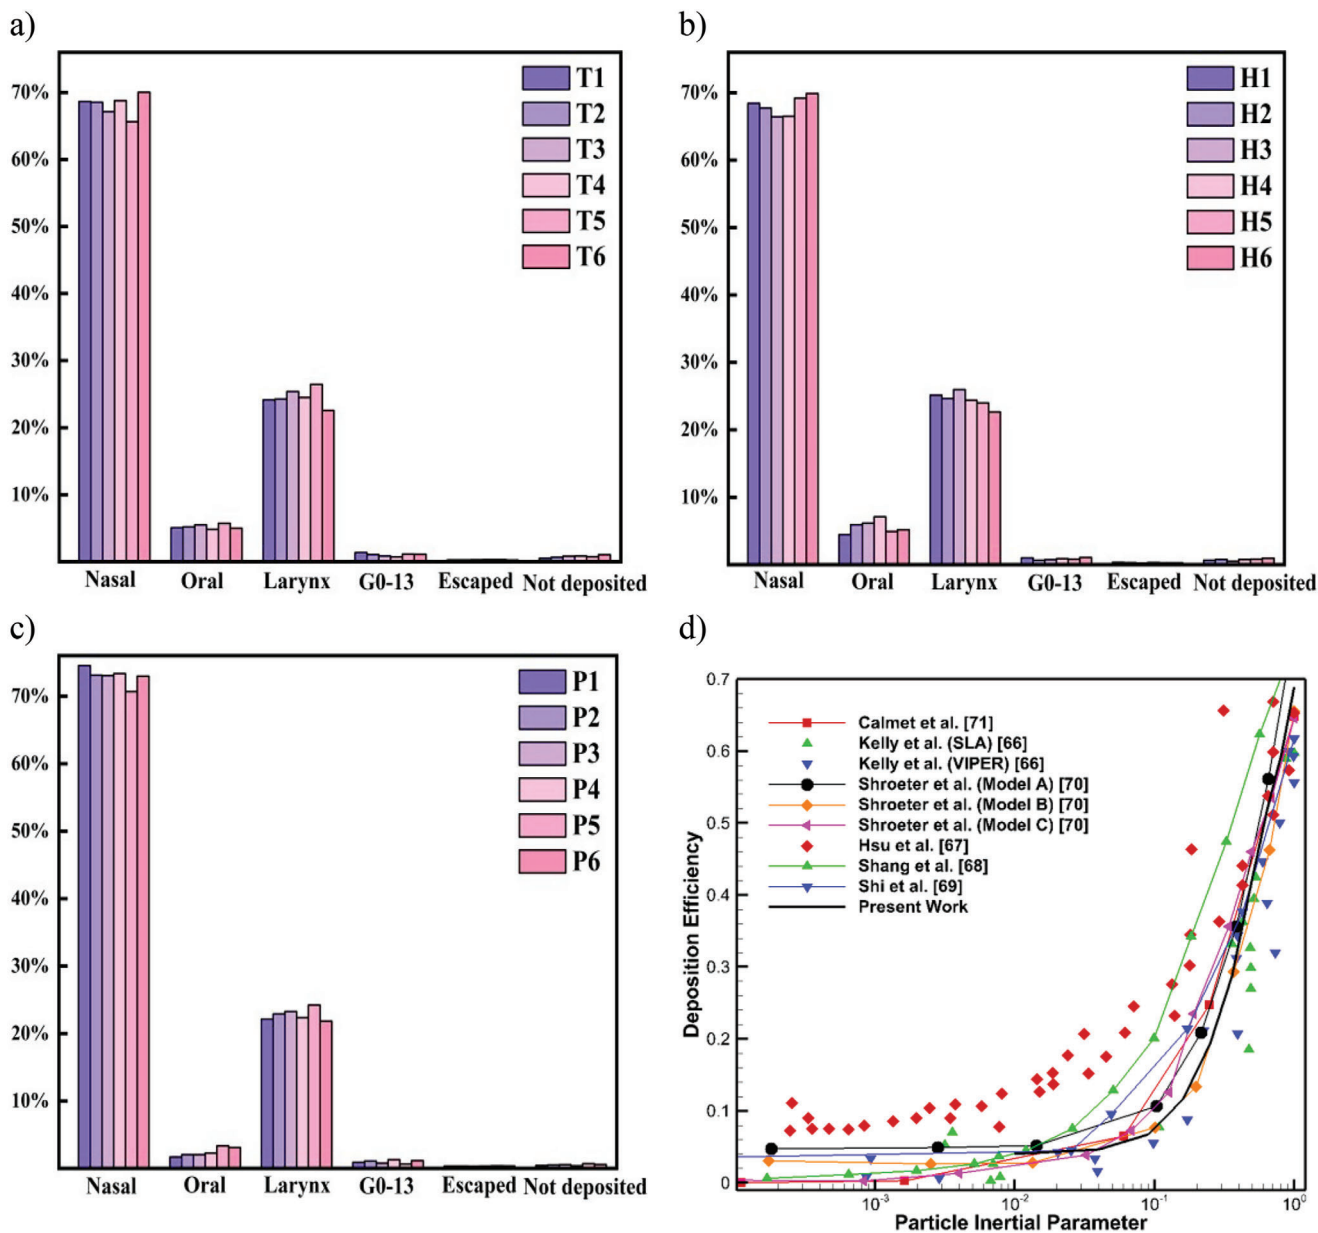 a)
70%
60%
50%
40%
30%
20%
10%
T1
T2
T3
T4
T5
T6
Nasal Oral Larynx G0-13 Escaped Not deposited
b)
70%
60%
50%
40%
30%
20%
10%
H1
H2
H3
H4
H5
H6
Nasal Oral Larynx G0-13 Escaped Not deposited
c)
70%
60%
50%
40%
30%
20%
10%
P1
P2
P3
P4
P5
P6
Nasal Oral Larynx G0-13 Escaped Not deposited
d)
Deposition Efficiency
0.7
0.6
0.5
0.4
0.3
0.2
0.1
0
Calmet et al. [71]
Kelly et al. (SLA) [66]
Kelly et al. (VIPER) [66]
Shroeter et al. (Model A) [70]
Shroeter et al. (Model B) [70]
Shroeter et al. (Model C) [70]
Hsu et al. [67]
Shang et al. [68]
Shi et al. [69]
Present Work
10⁻³ 10⁻² 10⁻¹ 10⁰
Particle Inertial Parameter